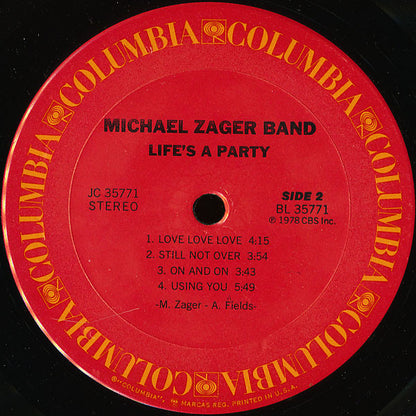 COLUMBIA COLUMBIA COLUMBIA COLUMBIA COLUMBIA COLUMBIA
MICHAEL ZAGER BAND
LIFE'S A PARTY
JC 35771
STEREO
SIDE 2
BL 35771
℗ 1978 CBS Inc.
1. LOVE LOVE LOVE 4:15
2. STILL NOT OVER 3:54
3. ON AND ON 3:43
4. USING YOU 5:49
-M. Zager - A. Fields-
® "COLUMBIA", MARCAS REG. PRINTED IN U.S.A.